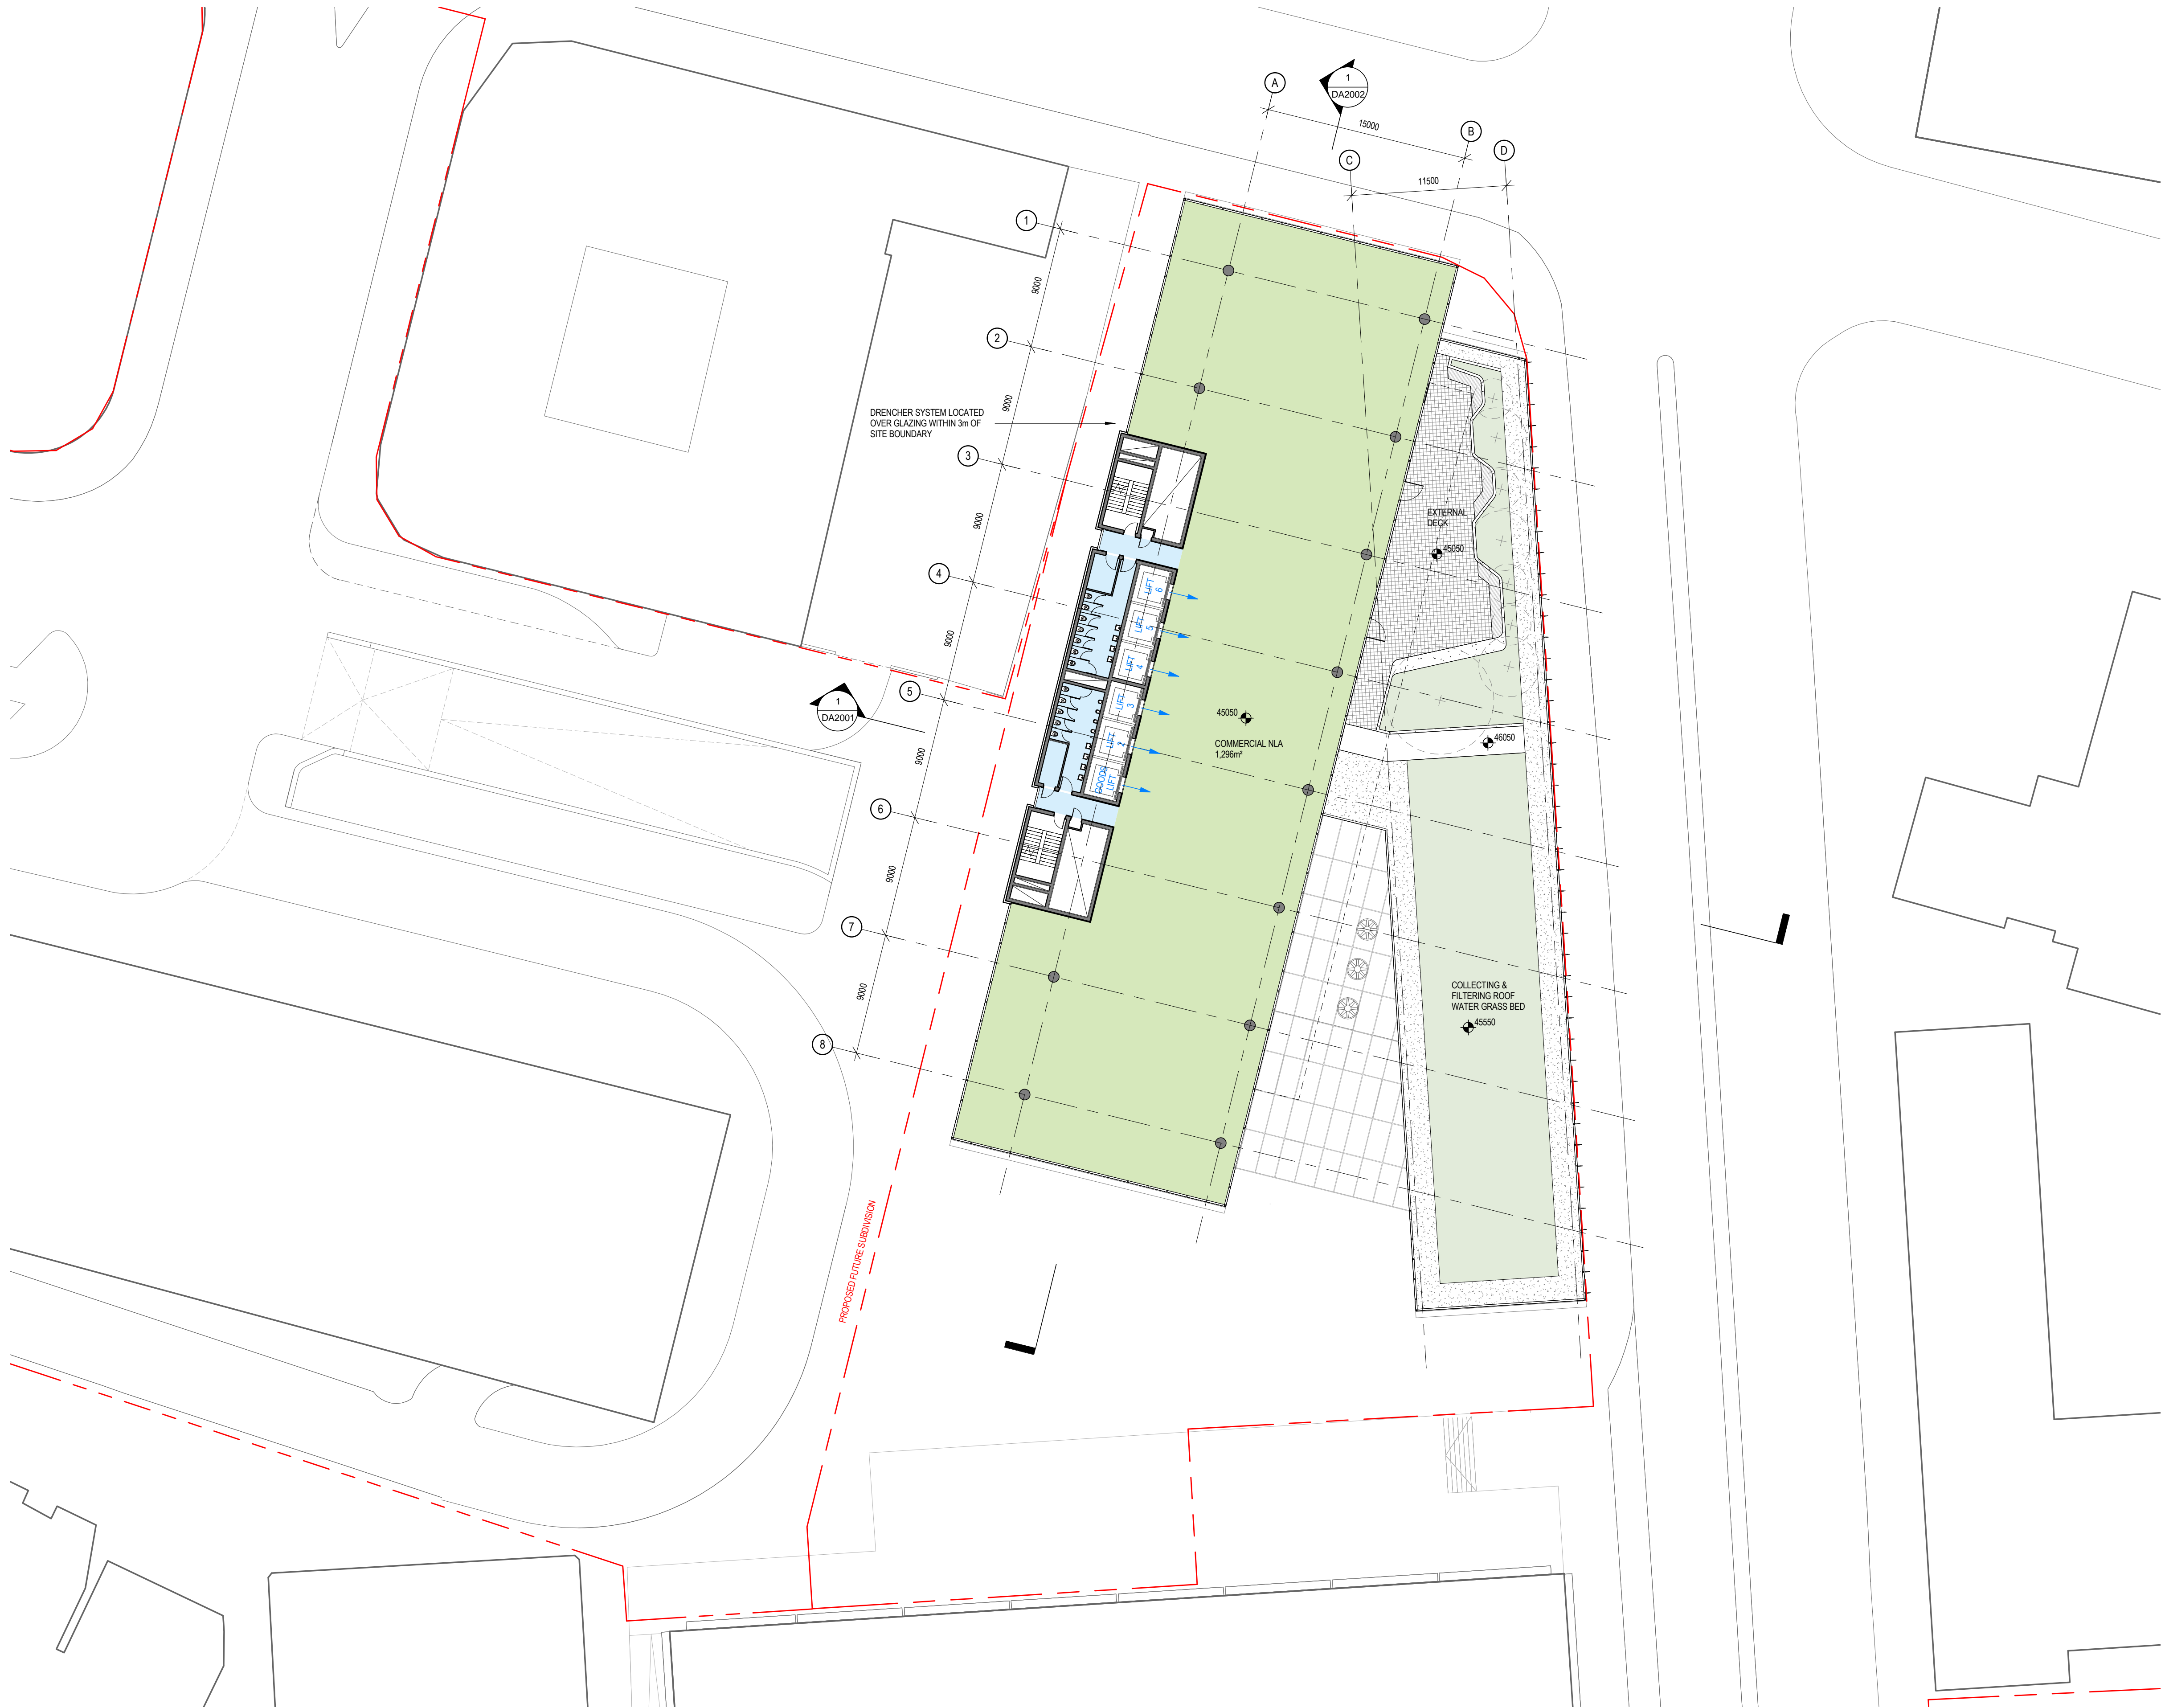 A
1
DA2002
15000
B
C
D
11500
1
9000
2
9000
DRENCHER SYSTEM LOCATED
OVER GLAZING WITHIN 3m OF
SITE BOUNDARY
3
9000
EXTERNAL
DECK
45050
4
LIFT
6
LIFT
5
9000
LIFT
4
5
1
DA2001
LIFT
3
45050
LIFT
2
COMMERCIAL NLA
1,296m²
46050
9000
GOODS
LIFT
6
9000
7
9000
COLLECTING &
FILTERING ROOF
WATER GRASS BED
45550
8
PROPOSED FUTURE SUBDIVISION